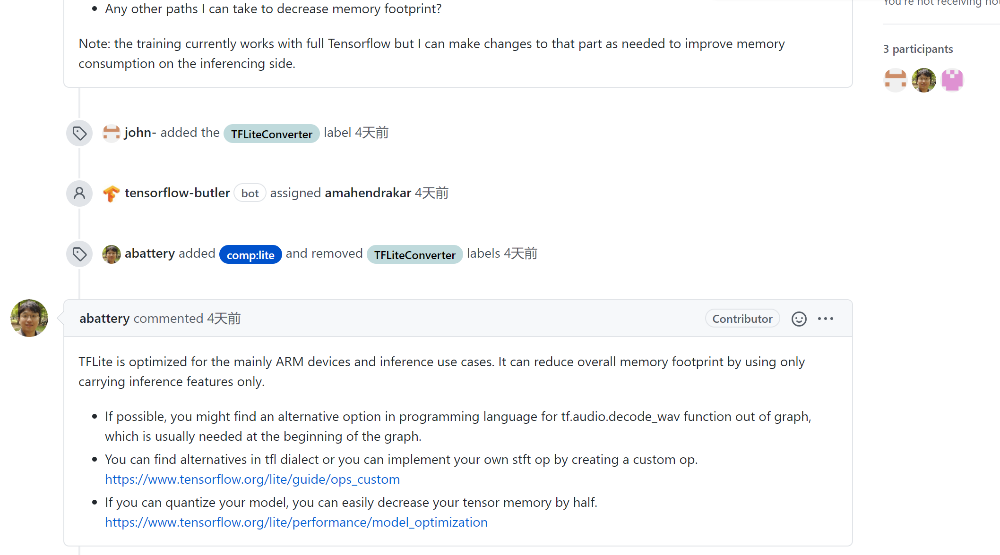 You're not receiving
• Any other paths I can take to decrease memory footprint?
Note: the training currently works with full Tensorflow but I can make changes to that part as needed to improve memory
consumption on the inferencing side.
3 participants
john- added the TFLiteConverter label 4天前
tensorflow-butler bot assigned amahendrakar 4天前
abattery added comp:lite and removed TFLiteConverter labels 4天前
abattery commented 4天前
Contributor
TFLite is optimized for the mainly ARM devices and inference use cases. It can reduce overall memory footprint by using only
carrying inference features only.
• If possible, you might find an alternative option in programming language for tf.audio.decode_wav function out of graph,
which is usually needed at the beginning of the graph.
• You can find alternatives in tfl dialect or you can implement your own stft op by creating a custom op.
https://www.tensorflow.org/lite/guide/ops_custom
• If you can quantize your model, you can easily decrease your tensor memory by half.
https://www.tensorflow.org/lite/performance/model_optimization